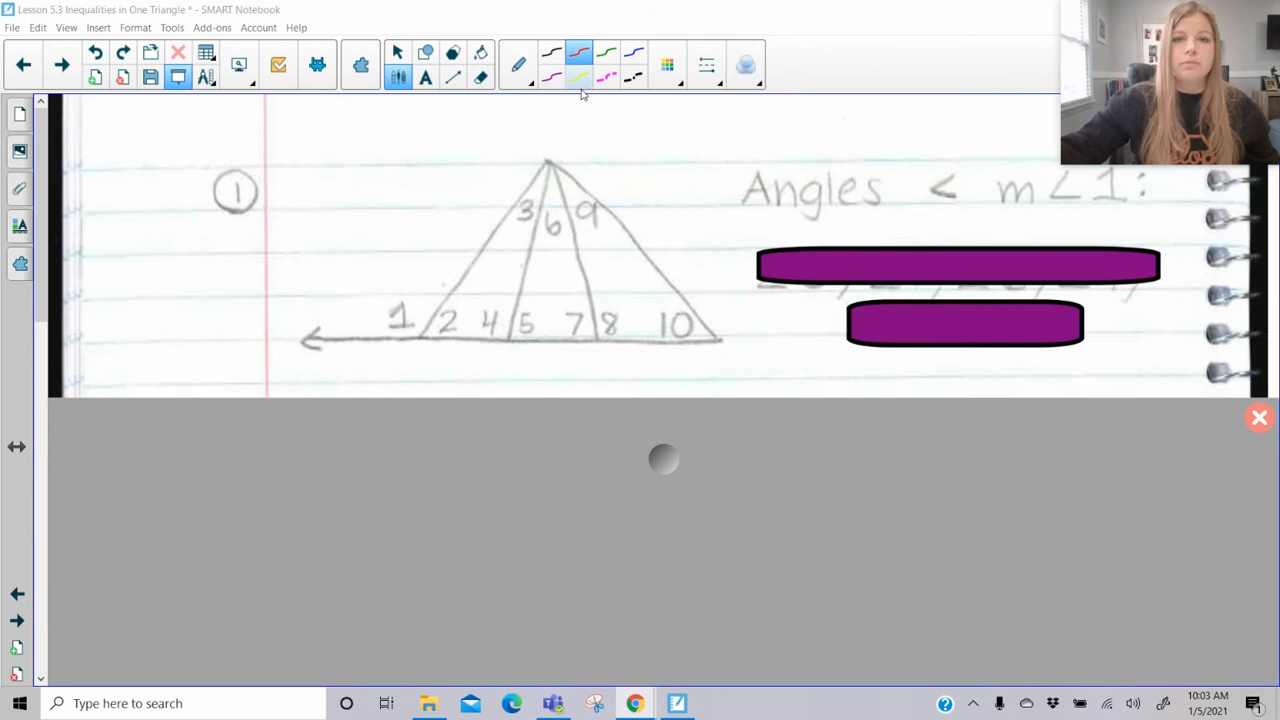 Lesson 5.3 Inequalities in One Triangle * - SMART Notebook
File Edit View Insert Format Tools Add-ons Account Help
1
Angles < m∠1:
3 6 9
1 2 4 5 7 8 10
Type here to search
10:03 AM
1/5/2021